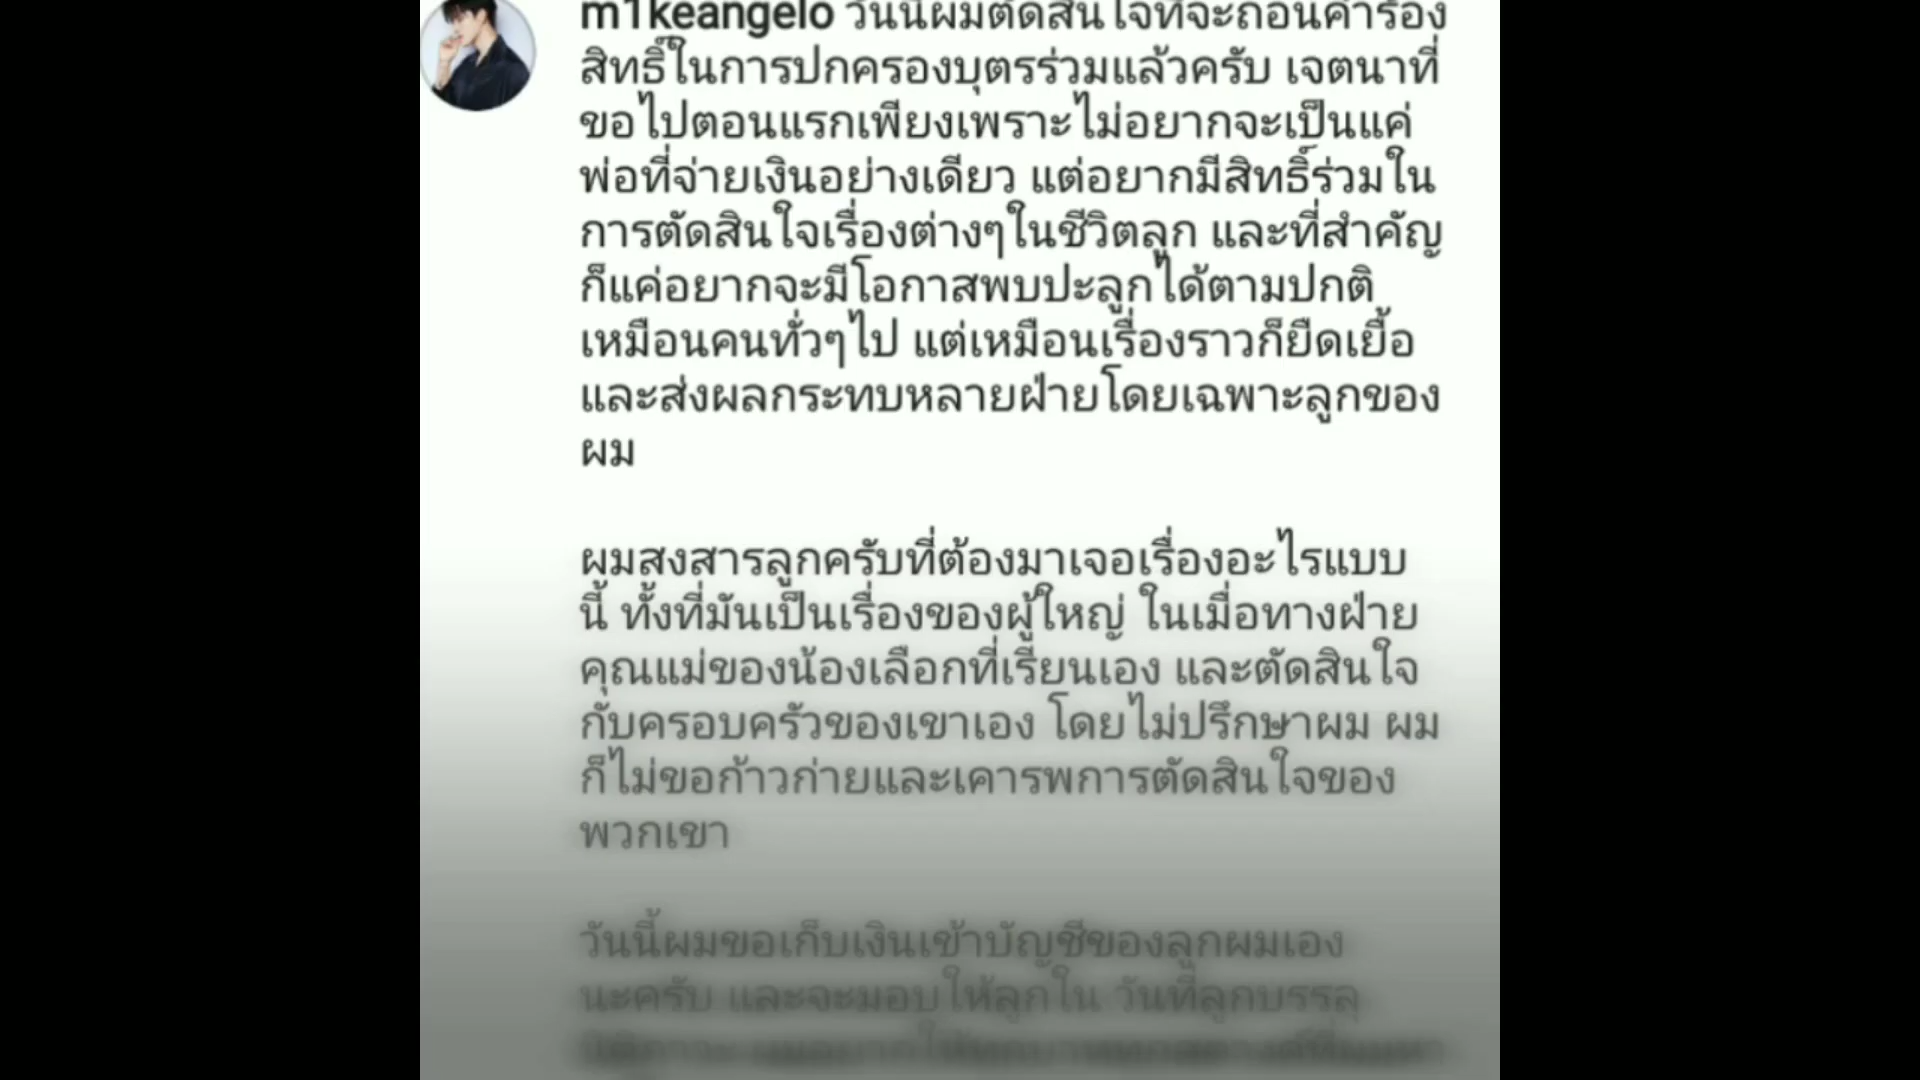 m1keangelo วันนี้ผมตัดสินใจที่จะถอนคำร้อง
สิทธิ์ในการปกครองบุตรร่วมแล้วครับ เจตนาที่
ขอไปตอนแรกเพียงเพราะไม่อยากจะเป็นแค่
พ่อที่จ่ายเงินอย่างเดียว แต่อยากมีสิทธิ์ร่วมใน
การตัดสินใจเรื่องต่างๆในชีวิตลูก และที่สำคัญ
ก็แค่อยากจะมีโอกาสพบปะลูกได้ตามปกติ
เหมือนคนทั่วๆไป แต่เหมือนเรื่องราวก็ยืดเยื้อ
และส่งผลกระทบหลายฝ่ายโดยเฉพาะลูกของ
ผม
ผมสงสารลูกครับที่ต้องมาเจอเรื่องอะไรแบบ
นี้ ทั้งที่มันเป็นเรื่องของผู้ใหญ่ ในเมื่อทางฝ่าย
คุณแม่ของน้องเลือกที่เรียนเอง และตัดสินใจ
กับครอบครัวของเขาเอง โดยไม่ปรึกษาผม ผม
ก็ไม่ขอก้าวก่ายและเคารพการตัดสินใจของ
พวกเขา
วันนี้ผมขอเก็บเงินเข้าบัญชีของลูกผมเอง
นะครับ และจะมอบให้ลูกใน วันที่ลูกบรรลุ